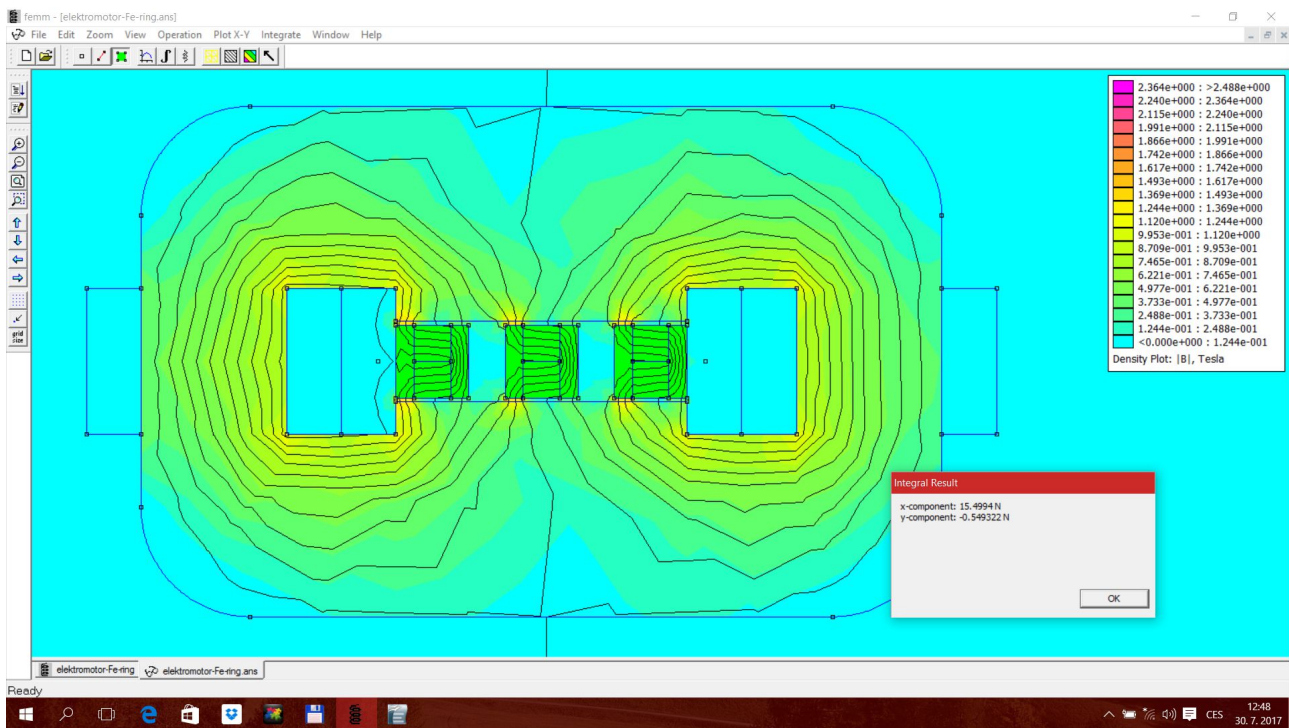 femm - [elektromotor-Fe-ring.ans]
File Edit Zoom View Operation Plot X-Y Integrate Window Help
grid
size
2.364e+000 : >2.488e+000
2.240e+000 : 2.364e+000
2.115e+000 : 2.240e+000
1.991e+000 : 2.115e+000
1.866e+000 : 1.991e+000
1.742e+000 : 1.866e+000
1.617e+000 : 1.742e+000
1.493e+000 : 1.617e+000
1.369e+000 : 1.493e+000
1.244e+000 : 1.369e+000
1.120e+000 : 1.244e+000
9.953e-001 : 1.120e+000
8.709e-001 : 9.953e-001
7.465e-001 : 8.709e-001
6.221e-001 : 7.465e-001
4.977e-001 : 6.221e-001
3.733e-001 : 4.977e-001
2.488e-001 : 3.733e-001
1.244e-001 : 2.488e-001
<0.000e+000 : 1.244e-001
Density Plot: |B|, Tesla
Integral Result
x-component: 15.4994 N
y-component: -0.549322 N
OK
elektromotor-Fe-ring elektromotor-Fe-ring.ans
Ready
CES
12:48
30. 7. 2017